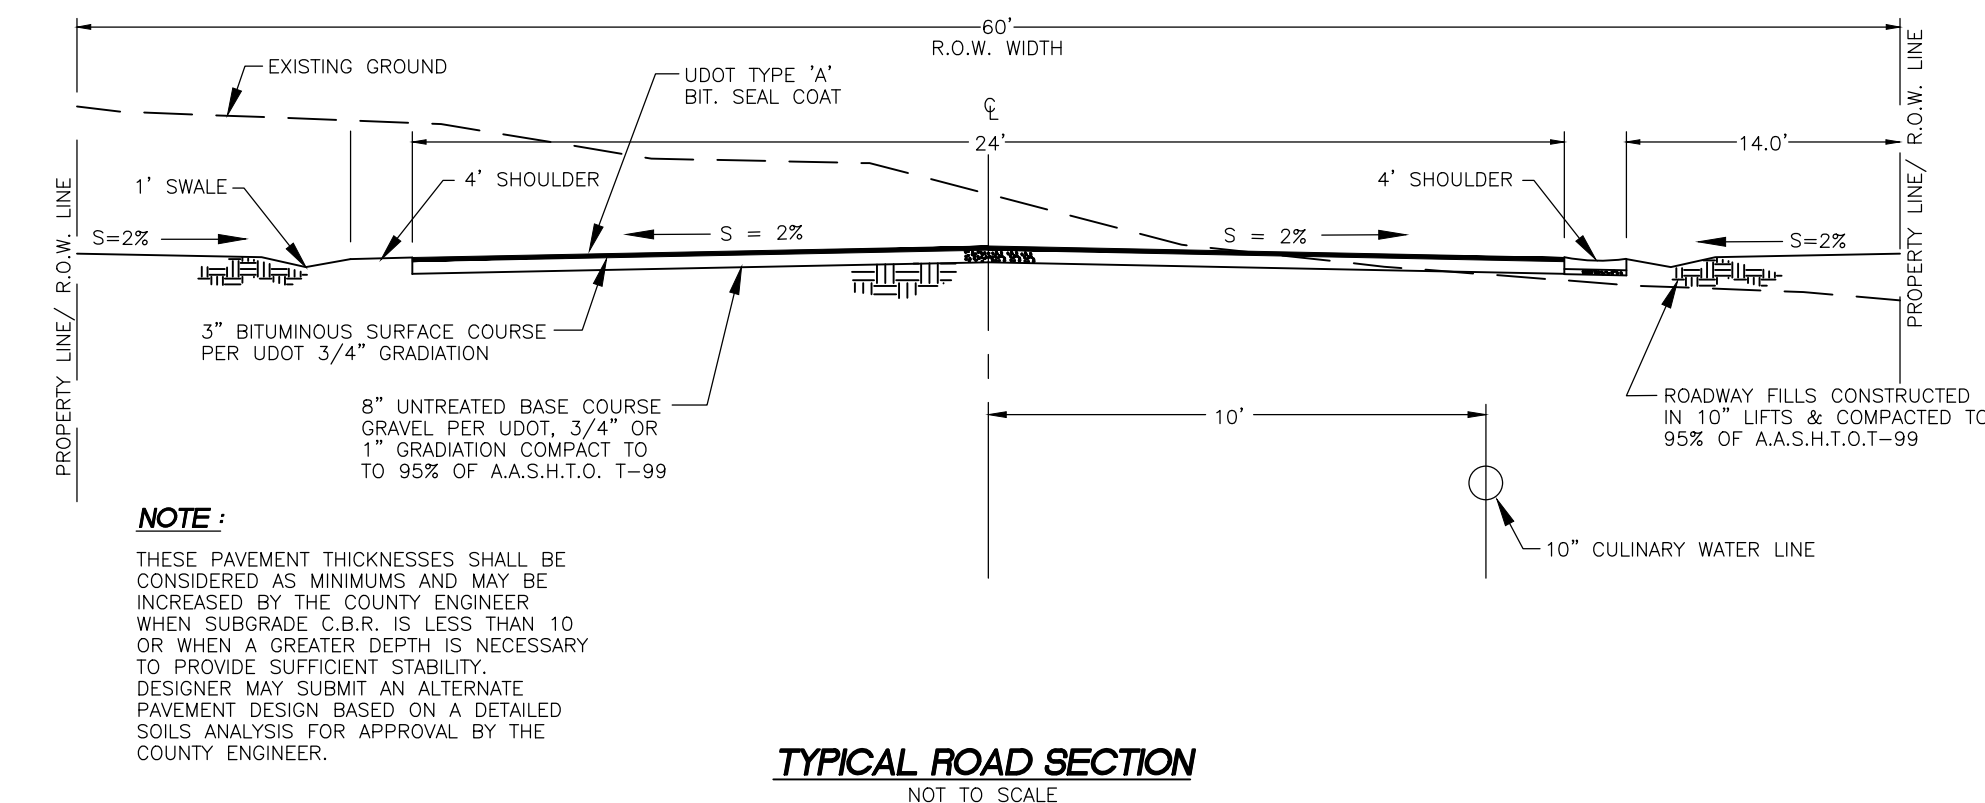 60'
R.O.W. WIDTH
EXISTING GROUND
UDOT TYPE 'A'
BIT. SEAL COAT
℄
24'
14.0'
1' SWALE
4' SHOULDER
4' SHOULDER
S=2%
S = 2%
S = 2%
S=2%
PROPERTY LINE/ R.O.W. LINE
PROPERTY LINE/ R.O.W. LINE
3" BITUMINOUS SURFACE COURSE
PER UDOT 3/4" GRADIATION
8" UNTREATED BASE COURSE
GRAVEL PER UDOT, 3/4" OR
1" GRADIATION COMPACT TO
TO 95% OF A.A.S.H.T.O. T-99
10'
ROADWAY FILLS CONSTRUCTED
IN 10" LIFTS & COMPACTED TO
95% OF A.A.S.H.T.O.T-99
10" CULINARY WATER LINE
NOTE :
THESE PAVEMENT THICKNESSES SHALL BE
CONSIDERED AS MINIMUMS AND MAY BE
INCREASED BY THE COUNTY ENGINEER
WHEN SUBGRADE C.B.R. IS LESS THAN 10
OR WHEN A GREATER DEPTH IS NECESSARY
TO PROVIDE SUFFICIENT STABILITY.
DESIGNER MAY SUBMIT AN ALTERNATE
PAVEMENT DESIGN BASED ON A DETAILED
SOILS ANALYSIS FOR APPROVAL BY THE
COUNTY ENGINEER.
TYPICAL ROAD SECTION
NOT TO SCALE